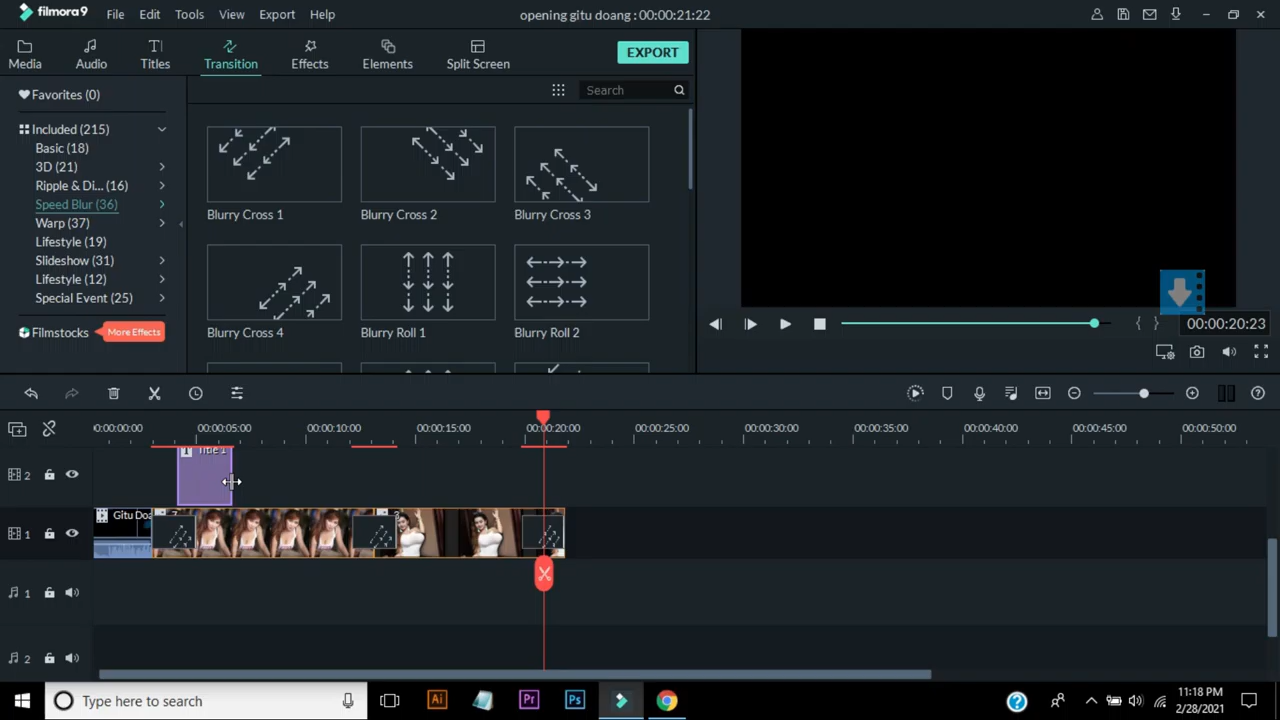 filmora9 File Edit Tools View Export Help opening gitu doang : 00:00:21:22
Media Audio Titles Transition Effects Elements Split Screen EXPORT
Favorites (0)
Search
Included (215)
Basic (18)
3D (21)
Ripple & Di... (16)
Speed Blur (36)
Warp (37)
Lifestyle (19)
Slideshow (31)
Lifestyle (12)
Special Event (25)
Filmstocks More Effects
Blurry Cross 1 Blurry Cross 2 Blurry Cross 3
Blurry Cross 4 Blurry Roll 1 Blurry Roll 2
{ } 00:00:20:23
0:00:00:00 00:00:05:00 00:00:10:00 00:00:15:00 00:00:20:00 00:00:25:00 00:00:30:00 00:00:35:00 00:00:40:00 00:00:45:00 00:00:50:00
2 T Title 1
1 Gitu Doa
1
2
Type here to search Ai Pr Ps 11:18 PM
2/28/2021